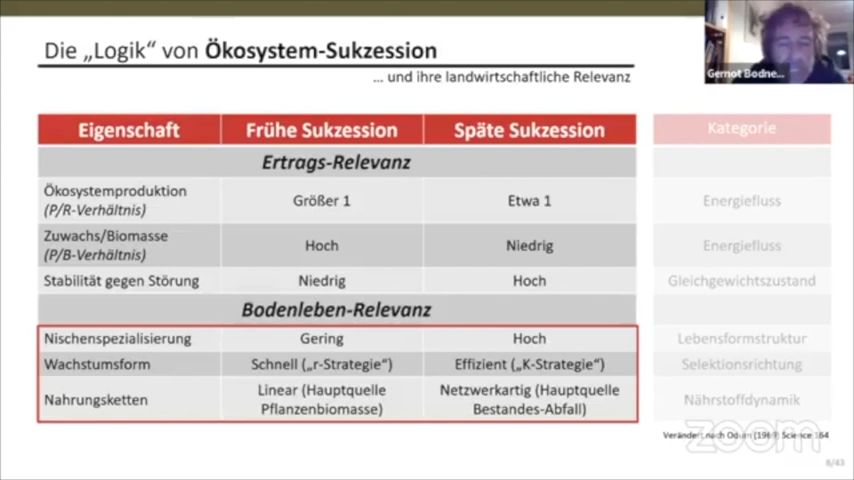 Die „Logik“ von Ökosystem-Sukzession
... und ihre landwirtschaftliche Relevanz
Gernot Bodne...
Eigenschaft Frühe Sukzession Späte Sukzession Kategorie
Ertrags-Relevanz
Ökosystemproduktion
(P/R-Verhältnis) Größer 1 Etwa 1 Energiefluss
Zuwachs/Biomasse
(P/B-Verhältnis) Hoch Niedrig Energiefluss
Stabilität gegen Störung Niedrig Hoch Gleichgewichtszustand
Bodenleben-Relevanz
Nischenspezialisierung Gering Hoch Lebensformstruktur
Wachstumsform Schnell („r-Strategie“) Effizient („K-Strategie“) Selektionsrichtung
Nahrungsketten Linear (Hauptquelle
Pflanzenbiomasse) Netzwerkartig (Hauptquelle
Bestandes-Abfall) Nährstoffdynamik
Verändert nach Odum (1969) Science 164
zoom
8/43